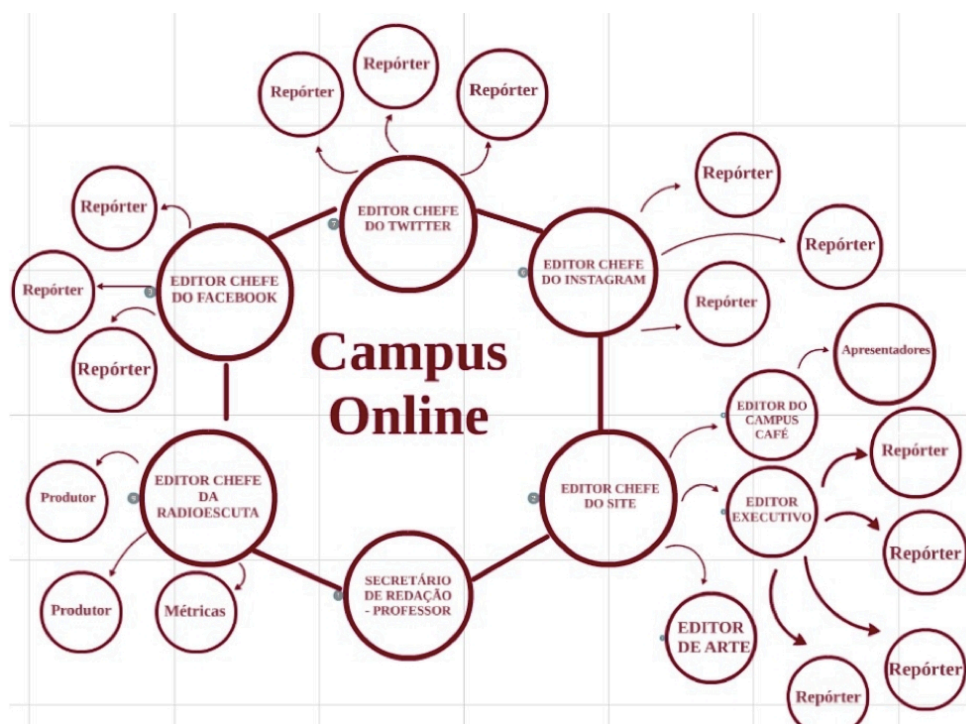 Repórter
Repórter
Repórter
EDITOR CHEFE
DO TWITTER
Repórter
Repórter
Repórter
EDITOR CHEFE
DO INSTAGRAM
Repórter
Repórter
Repórter
EDITOR CHEFE
DO FACEBOOK
Campus
Online
Apresentadores
EDITOR DO
CAMPUS
CAFÉ
EDITOR CHEFE
DO SITE
EDITOR
EXECUTIVO
Repórter
Repórter
Repórter
Repórter
EDITOR
DE ARTE
EDITOR CHEFE
DA
RADIOESCUTA
Produtor
Produtor
Métricas
SECRETÁRIO
DE REDAÇÃO
- PROFESSOR